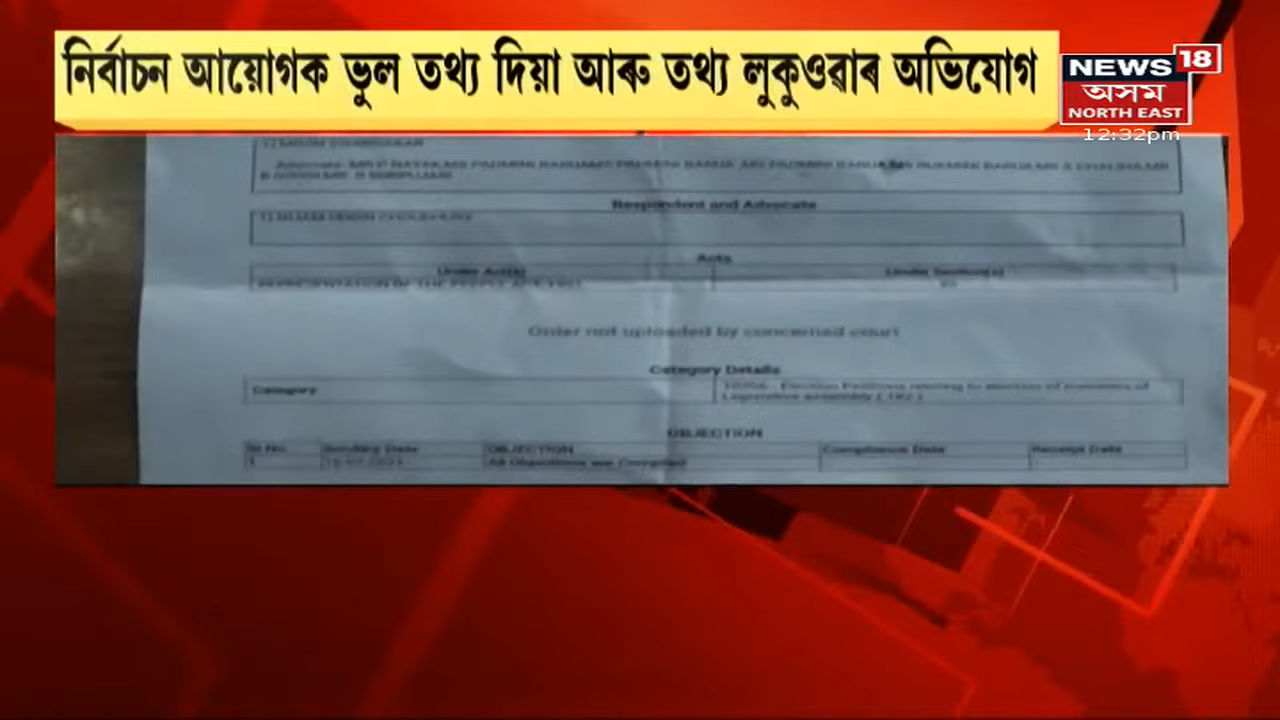 নিৰ্বাচন আয়োগক ভুল তথ্য দিয়া আৰু তথ্য লুকুওৱাৰ অভিযোগ
NEWS 18
অসম
NORTH EAST
12:32pm
Respondent and Advocate
Acts
Under Act(s)
Under Section(s)
REPRESENTATION OF THE PEOPLE ACT, 1951
Order not uploaded by concerned court
Category Details
Category
Election Petitions relating to election of members of
Legislative assembly
OBJECTION
Sr.No. Scrutiny Date OBJECTION Compliance Date Receipt Date
1 All Objections are Complied